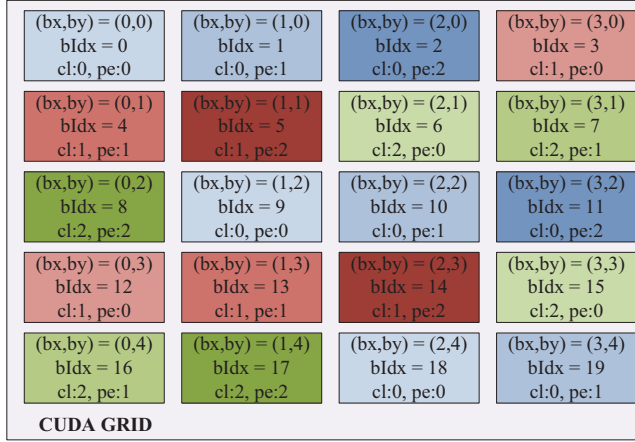 (bx,by) = (0,0)
bIdx = 0
cl:0, pe:0
(bx,by) = (1,0)
bIdx = 1
cl:0, pe:1
(bx,by) = (2,0)
bIdx = 2
cl:0, pe:2
(bx,by) = (3,0)
bIdx = 3
cl:1, pe:0
(bx,by) = (0,1)
bIdx = 4
cl:1, pe:1
(bx,by) = (1,1)
bIdx = 5
cl:1, pe:2
(bx,by) = (2,1)
bIdx = 6
cl:2, pe:0
(bx,by) = (3,1)
bIdx = 7
cl:2, pe:1
(bx,by) = (0,2)
bIdx = 8
cl:2, pe:2
(bx,by) = (1,2)
bIdx = 9
cl:0, pe:0
(bx,by) = (2,2)
bIdx = 10
cl:0, pe:1
(bx,by) = (3,2)
bIdx = 11
cl:0, pe:2
(bx,by) = (0,3)
bIdx = 12
cl:1, pe:0
(bx,by) = (1,3)
bIdx = 13
cl:1, pe:1
(bx,by) = (2,3)
bIdx = 14
cl:1, pe:2
(bx,by) = (3,3)
bIdx = 15
cl:2, pe:0
(bx,by) = (0,4)
bIdx = 16
cl:2, pe:1
(bx,by) = (1,4)
bIdx = 17
cl:2, pe:2
(bx,by) = (2,4)
bIdx = 18
cl:0, pe:0
(bx,by) = (3,4)
bIdx = 19
cl:0, pe:1
CUDA GRID